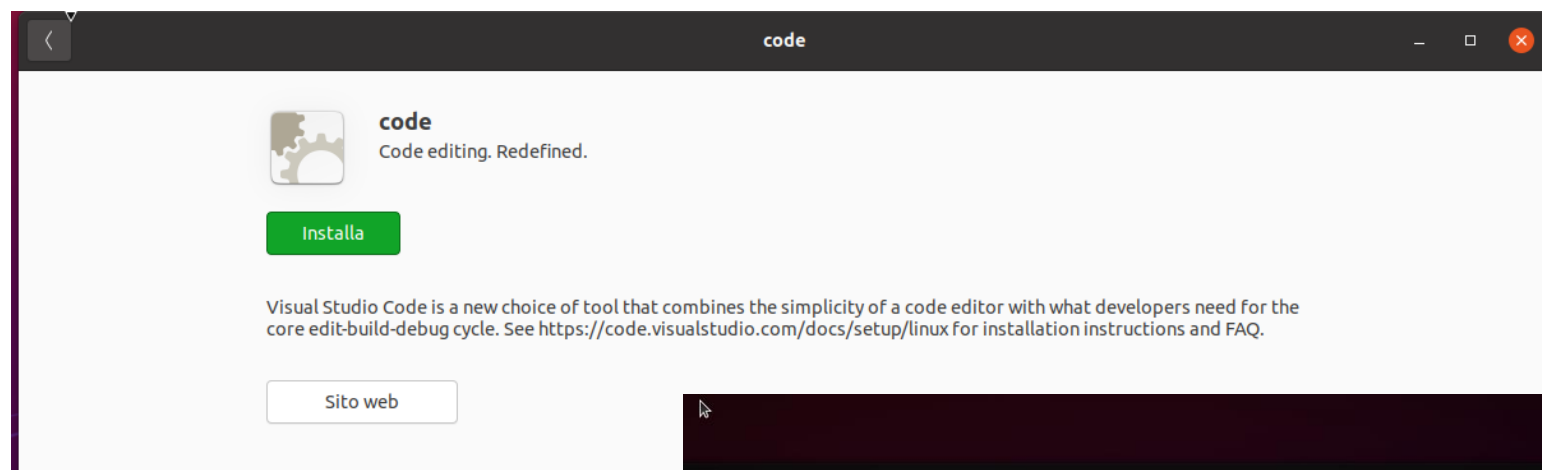 code
code
Code editing. Redefined.
Installa
Visual Studio Code is a new choice of tool that combines the simplicity of a code editor with what developers need for the
core edit-build-debug cycle. See https://code.visualstudio.com/docs/setup/linux for installation instructions and FAQ.
Sito web